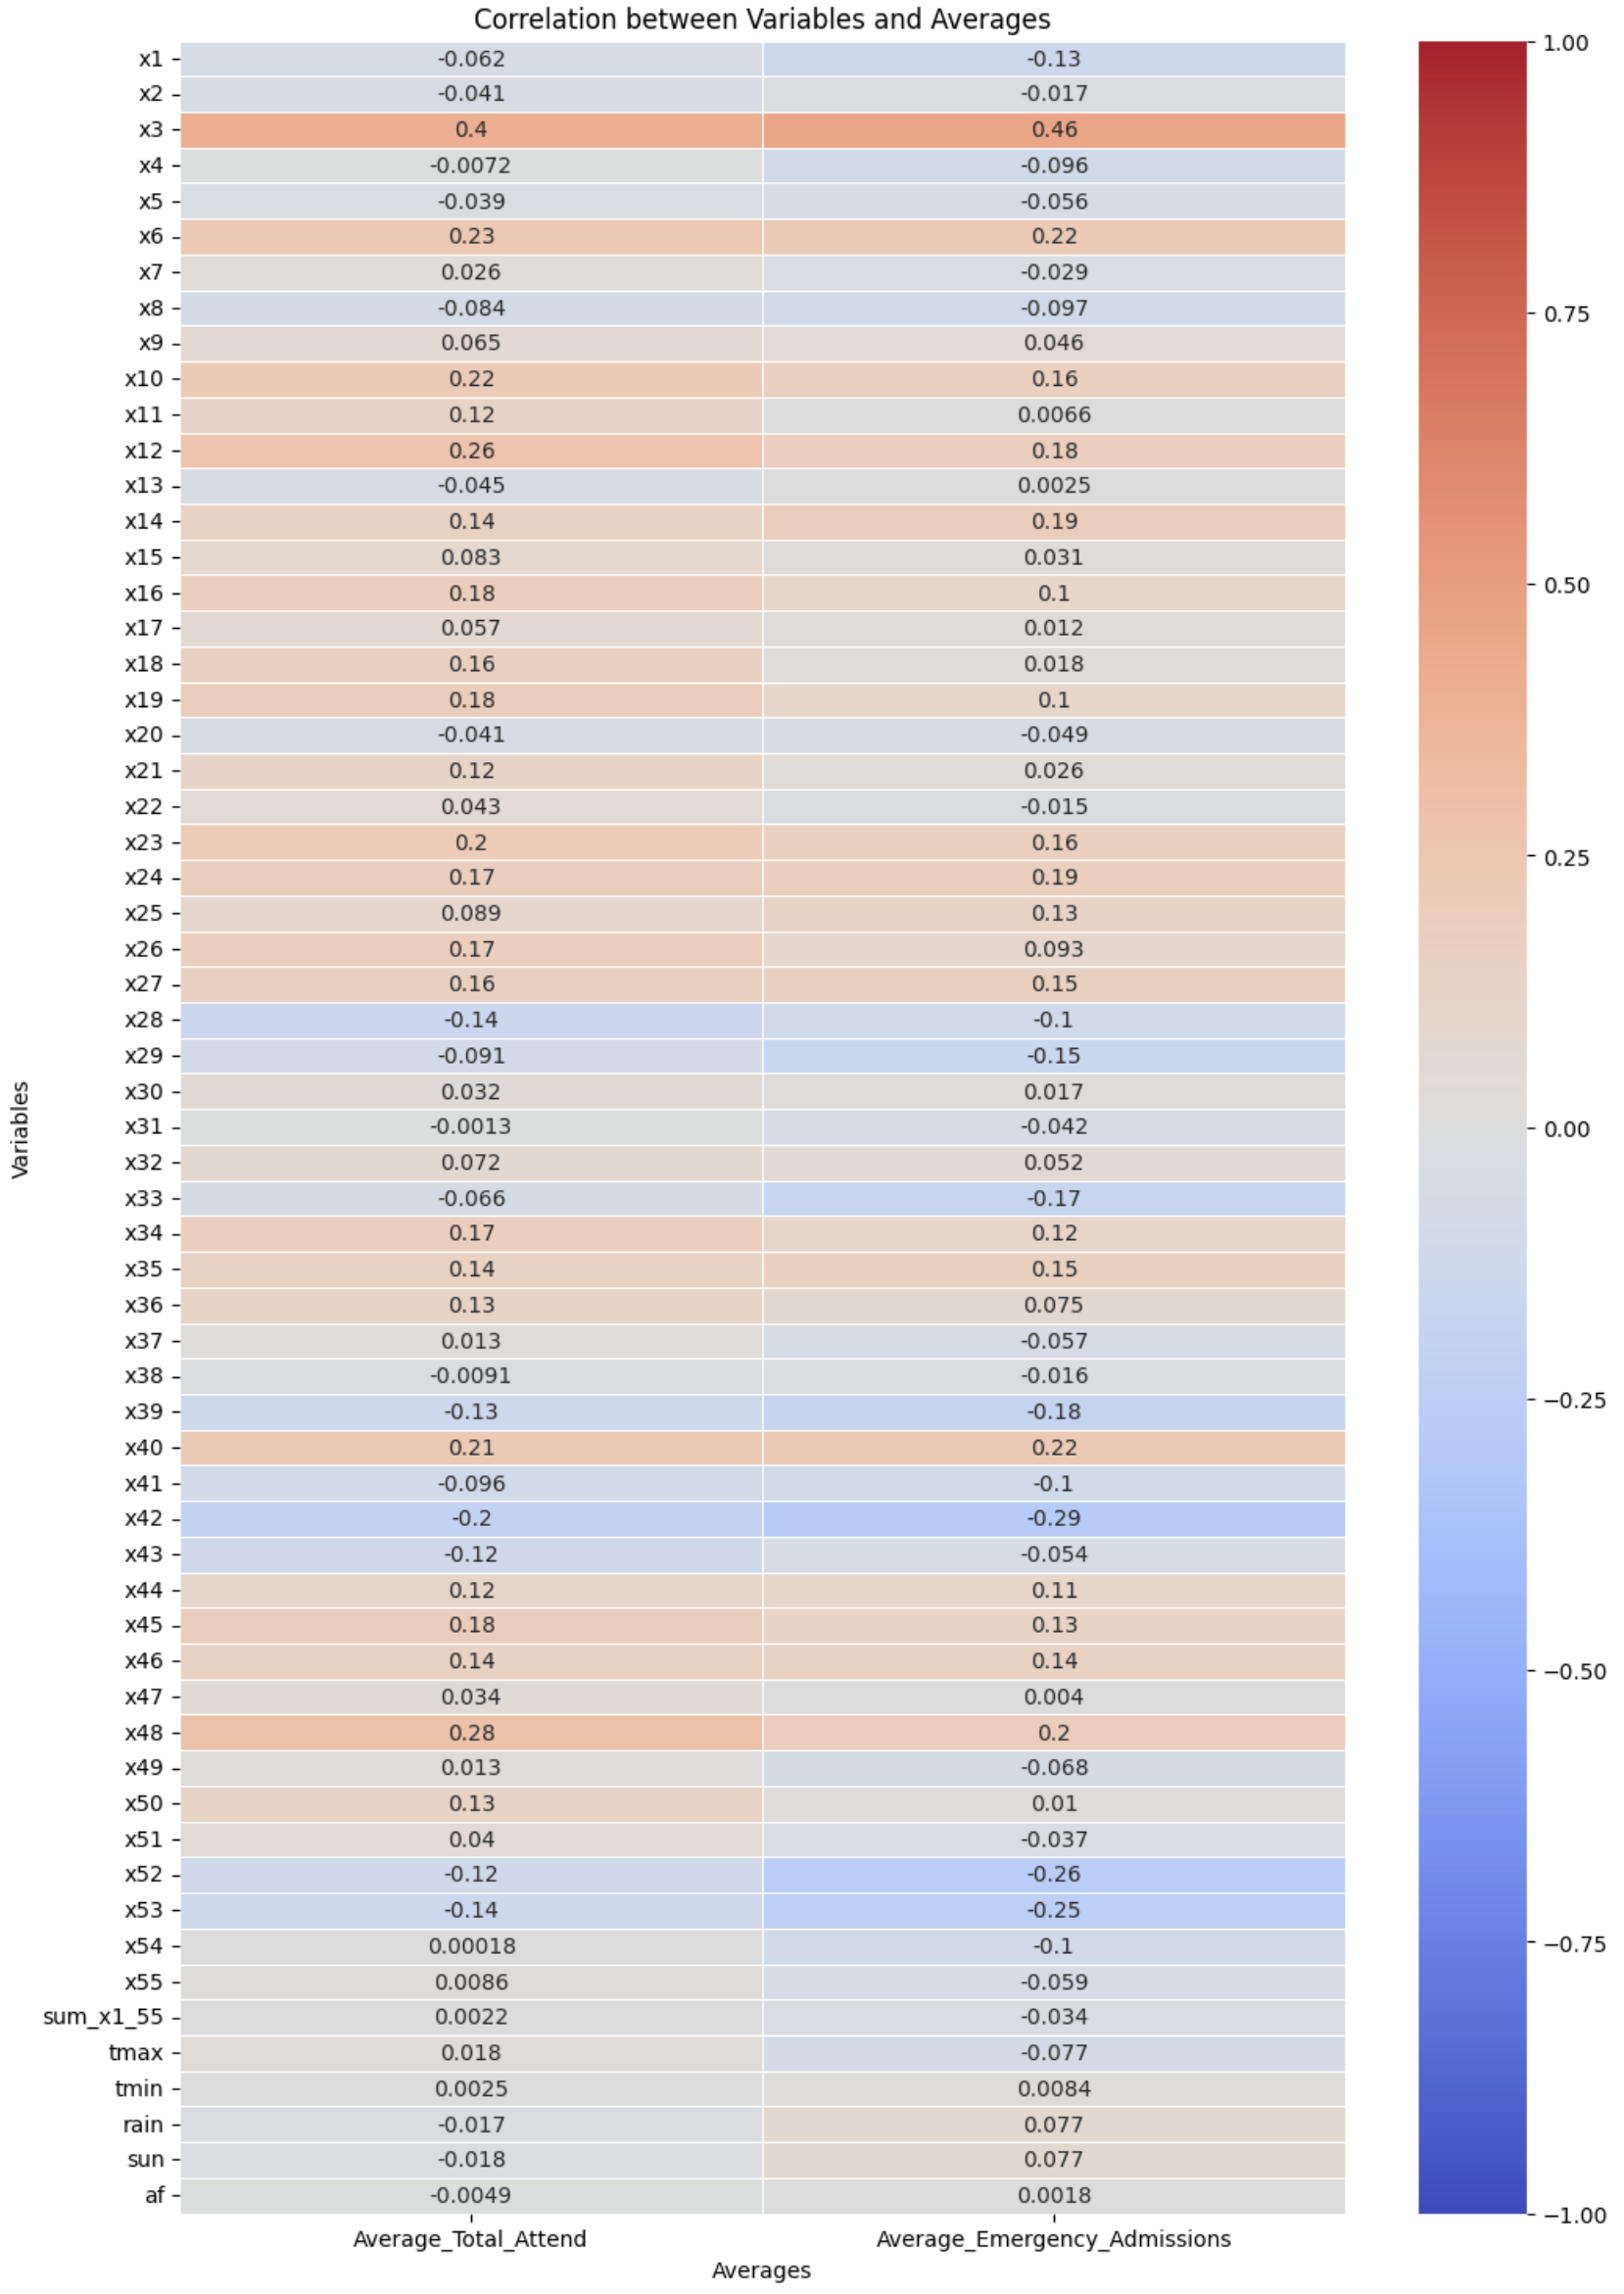 Correlation between Variables and Averages
x1 -0.062 -0.13
x2 -0.041 -0.017
x3 0.4 0.46
x4 -0.0072 -0.096
x5 -0.039 -0.056
x6 0.23 0.22
x7 0.026 -0.029
x8 -0.084 -0.097
x9 0.065 0.046
x10 0.22 0.16
x11 0.12 0.0066
x12 0.26 0.18
x13 -0.045 0.0025
x14 0.14 0.19
x15 0.083 0.031
x16 0.18 0.1
x17 0.057 0.012
x18 0.16 0.018
x19 0.18 0.1
x20 -0.041 -0.049
x21 0.12 0.026
x22 0.043 -0.015
x23 0.2 0.16
x24 0.17 0.19
x25 0.089 0.13
x26 0.17 0.093
x27 0.16 0.15
x28 -0.14 -0.1
x29 -0.091 -0.15
x30 0.032 0.017
x31 -0.0013 -0.042
x32 0.072 0.052
x33 -0.066 -0.17
x34 0.17 0.12
x35 0.14 0.15
x36 0.13 0.075
x37 0.013 -0.057
x38 -0.0091 -0.016
x39 -0.13 -0.18
x40 0.21 0.22
x41 -0.096 -0.1
x42 -0.2 -0.29
x43 -0.12 -0.054
x44 0.12 0.11
x45 0.18 0.13
x46 0.14 0.14
x47 0.034 0.004
x48 0.28 0.2
x49 0.013 -0.068
x50 0.13 0.01
x51 0.04 -0.037
x52 -0.12 -0.26
x53 -0.14 -0.25
x54 0.00018 -0.1
x55 0.0086 -0.059
sum_x1_55 0.0022 -0.034
tmax 0.018 -0.077
tmin 0.0025 0.0084
rain -0.017 0.077
sun -0.018 0.077
af -0.0049 0.0018
Average_Total_Attend Average_Emergency_Admissions
Averages
Variables
1.00
0.75
0.50
0.25
0.00
−0.25
−0.50
−0.75
−1.00